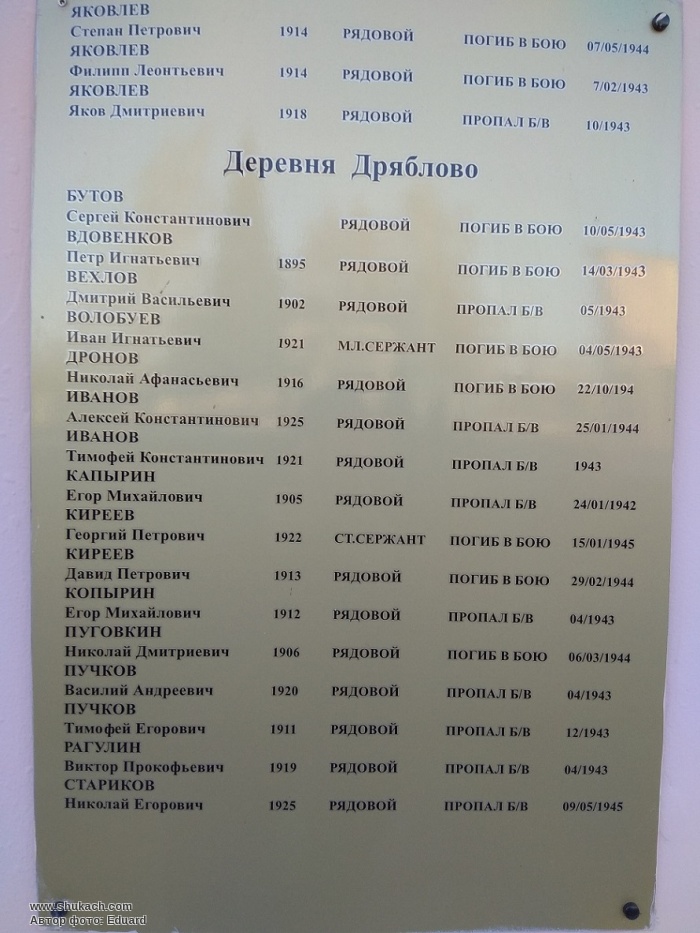 ЯКОВЛЕВ
Степан Петрович 1914 РЯДОВОЙ ПОГИБ В БОЮ 07/05/1944
ЯКОВЛЕВ
Филипп Леонтьевич 1914 РЯДОВОЙ ПОГИБ В БОЮ 7/02/1943
ЯКОВЛЕВ
Яков Дмитриевич 1918 РЯДОВОЙ ПРОПАЛ Б/В 10/1943
Деревня Дряблово
БУТОВ
Сергей Константинович РЯДОВОЙ ПОГИБ В БОЮ 10/05/1943
ВДОВЕНКОВ
Петр Игнатьевич 1895 РЯДОВОЙ ПОГИБ В БОЮ 14/03/1943
ВЕХЛОВ
Дмитрий Васильевич 1902 РЯДОВОЙ ПРОПАЛ Б/В 05/1943
ВОЛОБУЕВ
Иван Игнатьевич 1921 МЛ.СЕРЖАНТ ПОГИБ В БОЮ 04/05/1943
ДРОНОВ
Николай Афанасьевич 1916 РЯДОВОЙ ПОГИБ В БОЮ 22/10/194
ИВАНОВ
Алексей Константинович 1925 РЯДОВОЙ ПРОПАЛ Б/В 25/01/1944
ИВАНОВ
Тимофей Константинович 1921 РЯДОВОЙ ПРОПАЛ Б/В 1943
КАПЫРИН
Егор Михайлович 1905 РЯДОВОЙ ПРОПАЛ Б/В 24/01/1942
КИРЕЕВ
Георгий Петрович 1922 СТ.СЕРЖАНТ ПОГИБ В БОЮ 15/01/1945
КИРЕЕВ
Давид Петрович 1913 РЯДОВОЙ ПОГИБ В БОЮ 29/02/1944
КОПЫРИН
Егор Михайлович 1912 РЯДОВОЙ ПРОПАЛ Б/В 04/1943
ПУГОВКИН
Николай Дмитриевич 1906 РЯДОВОЙ ПОГИБ В БОЮ 06/03/1944
ПУЧКОВ
Василий Андреевич 1920 РЯДОВОЙ ПРОПАЛ Б/В 04/1943
ПУЧКОВ
Тимофей Егорович 1911 РЯДОВОЙ ПРОПАЛ Б/В 12/1943
РАГУЛИН
Виктор Прокофьевич 1919 РЯДОВОЙ ПРОПАЛ Б/В 04/1943
СТАРИКОВ
Николай Егорович 1925 РЯДОВОЙ ПРОПАЛ Б/В 09/05/1945
www.shukach.com
Автор фото: Eduard